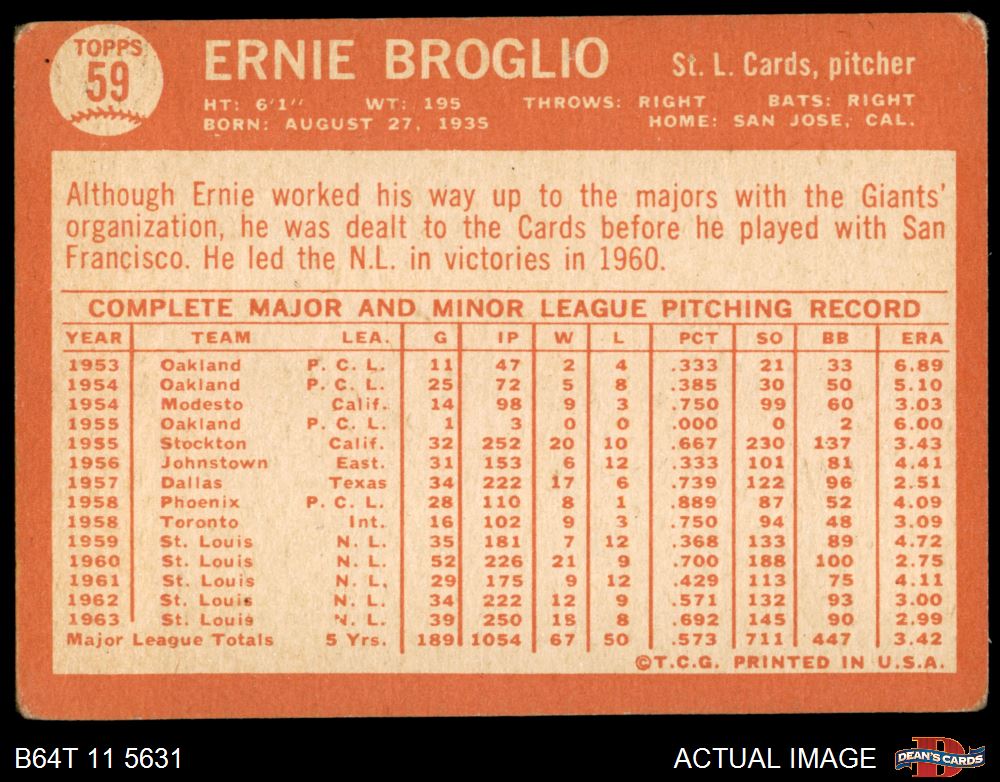 TOPPS
59
ERNIE BROGLIO St. L. Cards, pitcher
HT: 6'1" WT: 195 THROWS: RIGHT BATS: RIGHT
BORN: AUGUST 27, 1935 HOME: SAN JOSE, CAL.
Although Ernie worked his way up to the majors with the Giants'
organization, he was dealt to the Cards before he played with San
Francisco. He led the N.L. in victories in 1960.
COMPLETE MAJOR AND MINOR LEAGUE PITCHING RECORD
YEAR TEAM LEA. G IP W L PCT SO BB ERA
1953 Oakland P. C. L. 11 47 2 4 .333 21 33 6.89
1954 Oakland P. C. L. 25 72 5 8 .385 30 50 5.10
1954 Modesto Calif. 14 98 9 3 .750 99 60 3.03
1955 Oakland P. C. L. 1 3 0 0 .000 0 2 6.00
1955 Stockton Calif. 32 252 20 10 .667 230 137 3.43
1956 Johnstown East. 31 153 6 12 .333 101 81 4.41
1957 Dallas Texas 34 222 17 6 .739 122 96 2.51
1958 Phoenix P. C. L. 28 110 8 1 .889 87 52 4.09
1958 Toronto Int. 16 102 9 3 .750 94 48 3.09
1959 St. Louis N. L. 35 181 7 12 .368 133 89 4.72
1960 St. Louis N. L. 52 226 21 9 .700 188 100 2.75
1961 St. Louis N. L. 29 175 9 12 .429 113 75 4.11
1962 St. Louis N. L. 34 222 12 9 .571 132 93 3.00
1963 St. Louis N. L. 39 250 18 8 .692 145 90 2.99
Major League Totals 5 Yrs. 189 1054 67 50 .573 711 447 3.42
©T.C.G. PRINTED IN U.S.A.
B64T 11 5631 ACTUAL IMAGE D DEAN'S CARDS